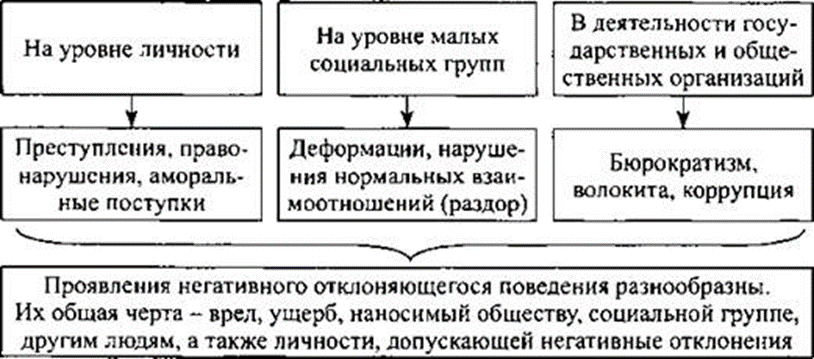 На уровне личности
На уровне малых
социальных групп
В деятельности госу-
дарственных и обще-
ственных организаций
Преступления, право-
нарушения, амораль-
ные поступки
Деформации, наруше-
ния нормальных взаи-
моотношений (раздор)
Бюрократизм,
волокита, коррупция
Проявления негативного отклоняющегося поведения разнообразны.
Их общая черта – вред, ущерб, наносимый обществу, социальной группе,
другим людям, а также личности, допускающей негативные отклонения